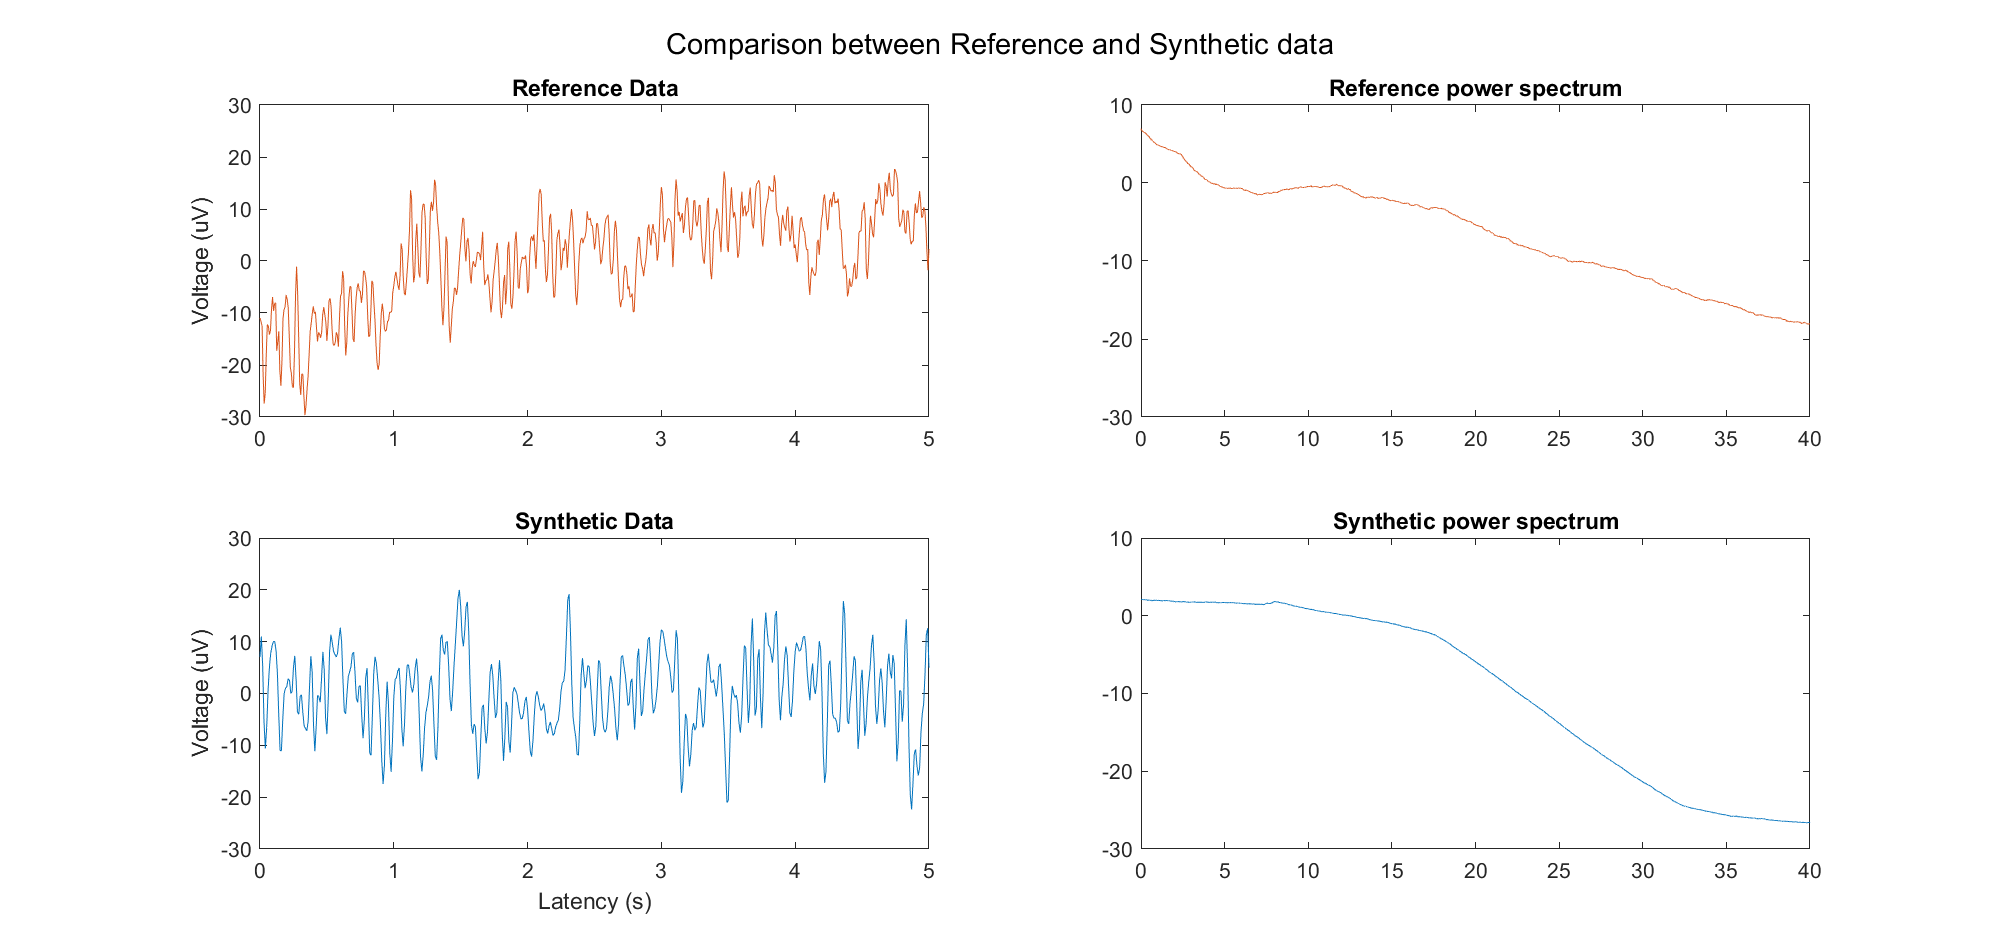 Comparison between Reference and Synthetic data
Reference Data
30
20
10
0
-10
-20
-30
Voltage (uV)
0 1 2 3 4 5
Reference power spectrum
10
0
-10
-20
-30
0 5 10 15 20 25 30 35 40
Synthetic Data
30
20
10
0
-10
-20
-30
Voltage (uV)
0 1 2 3 4 5
Latency (s)
Synthetic power spectrum
10
0
-10
-20
-30
0 5 10 15 20 25 30 35 40